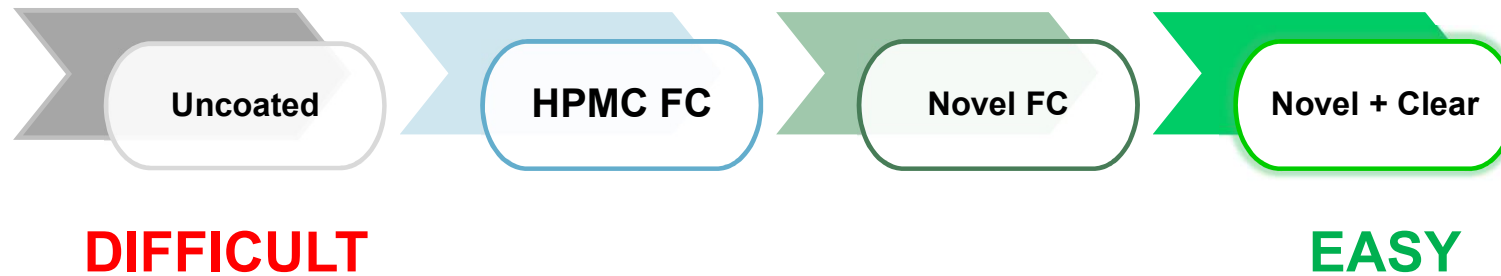 Uncoated
HPMC FC
Novel FC
Novel + Clear
DIFFICULT
EASY